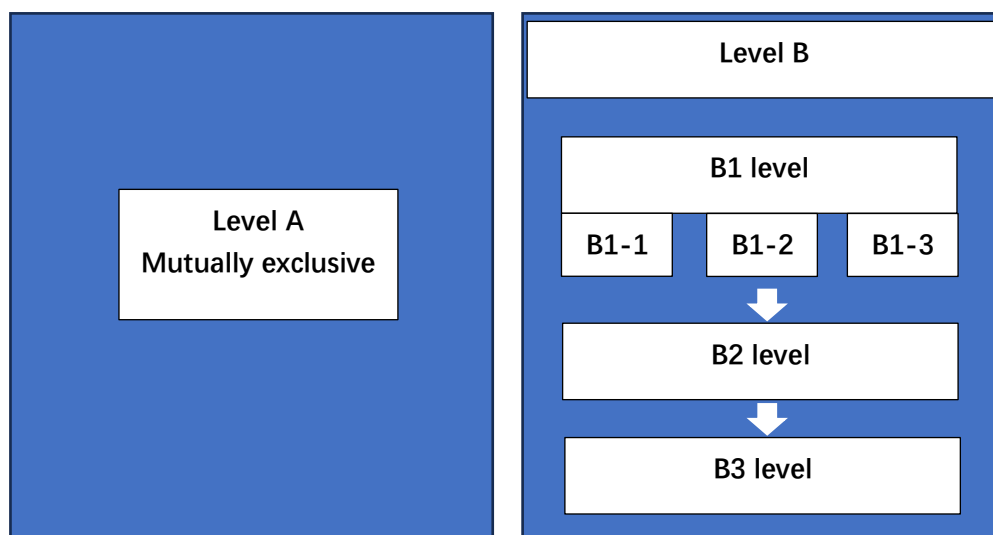 Level A
Mutually exclusive
Level B
B1 level
B1-1
B1-2
B1-3
B2 level
B3 level